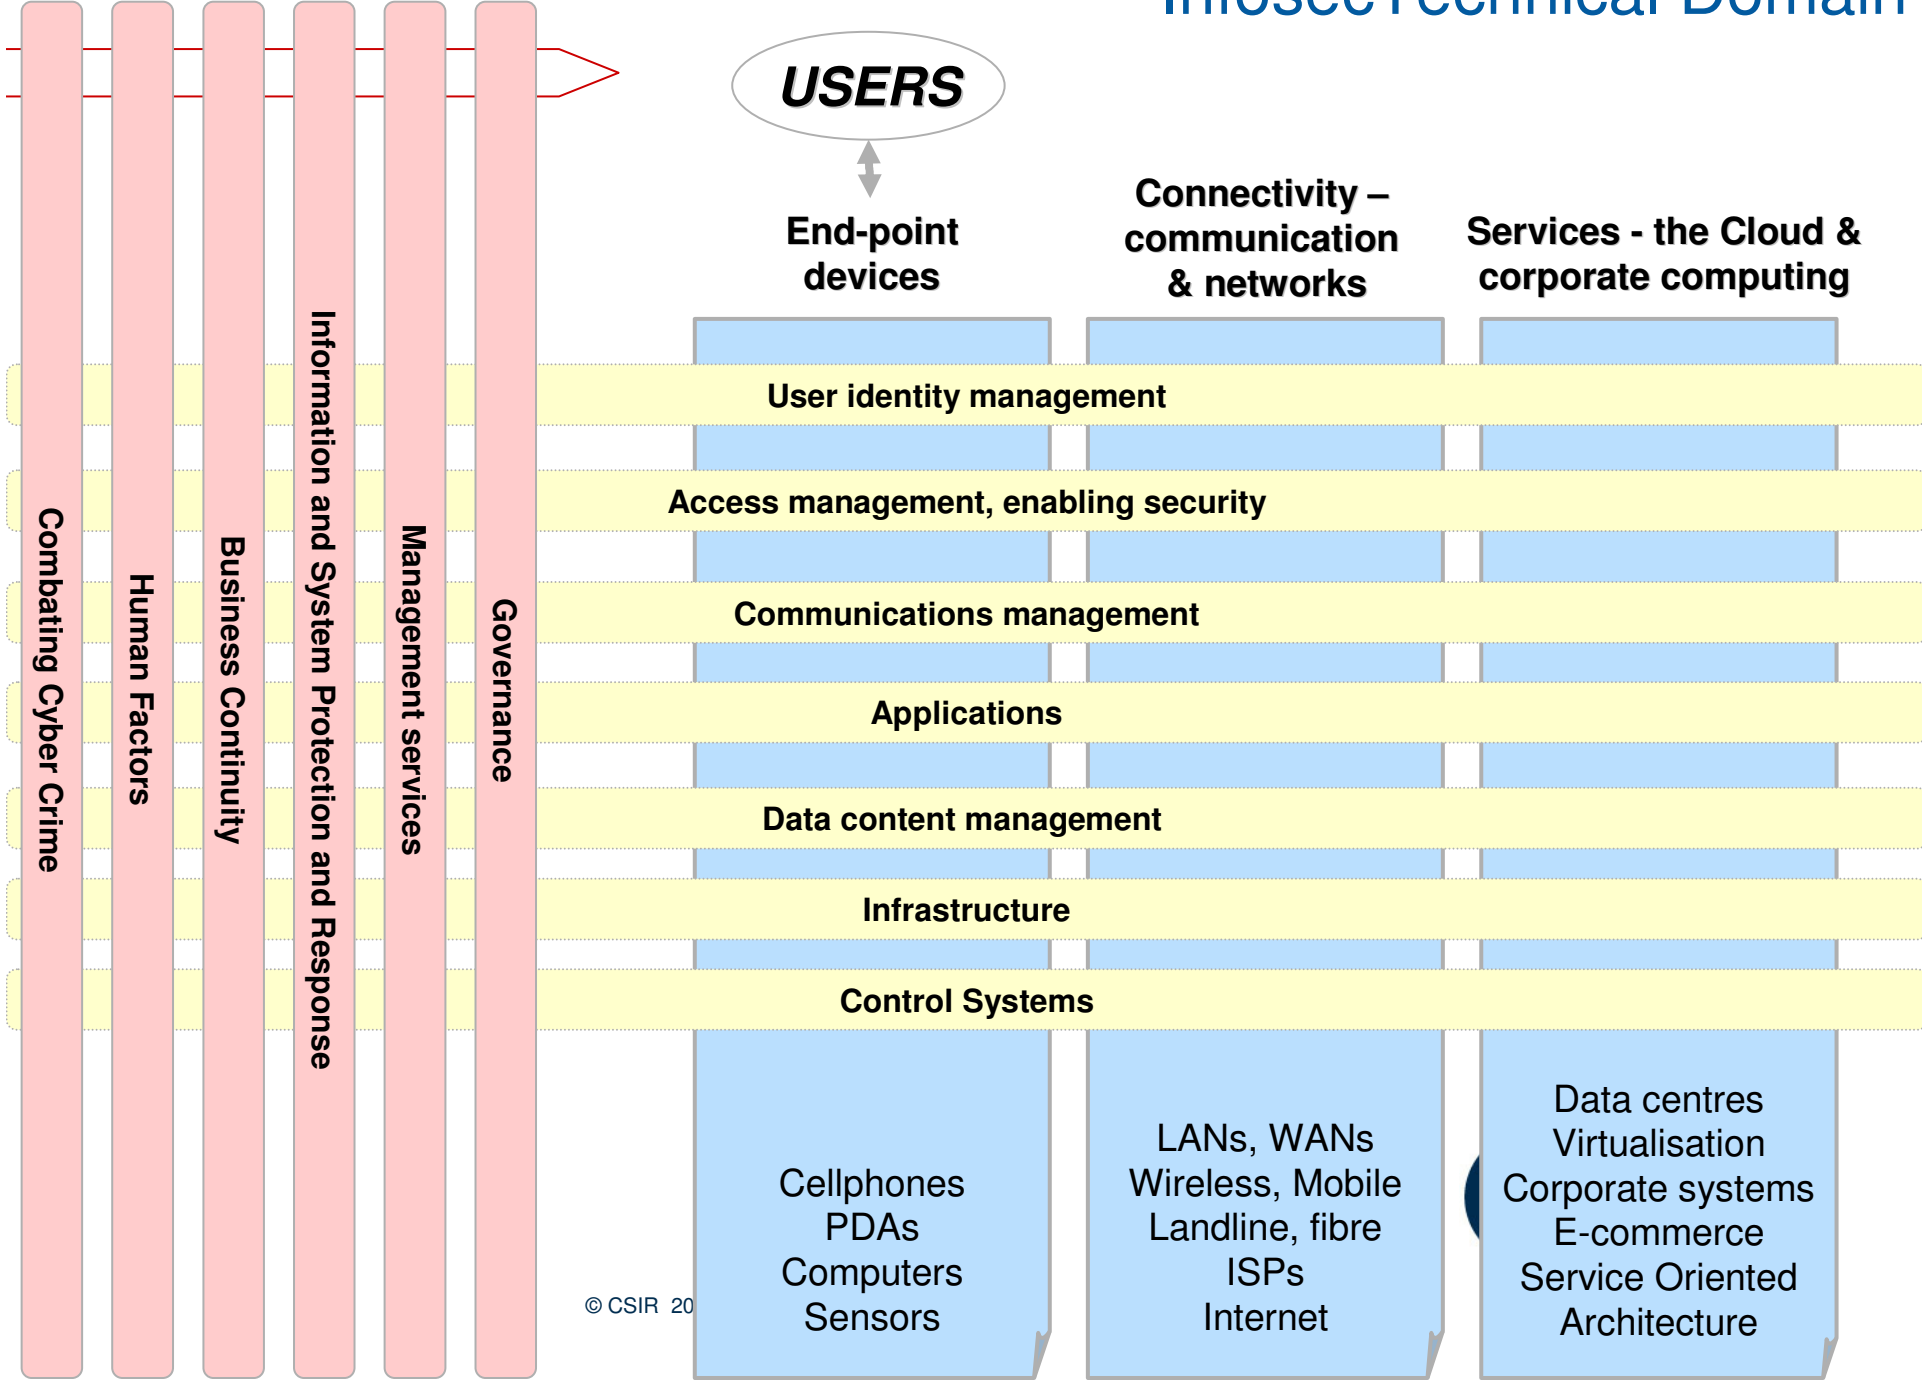 InfosecTechnical Domain
USERS
End-point
devices
Connectivity –
communication
& networks
Services - the Cloud &
corporate computing
Combating Cyber Crime
Human Factors
Business Continuity
Information and System Protection and Response
Management services
Governance
User identity management
Access management, enabling security
Communications management
Applications
Data content management
Infrastructure
Control Systems
Cellphones
PDAs
Computers
Sensors
LANs, WANs
Wireless, Mobile
Landline, fibre
ISPs
Internet
Data centres
Virtualisation
Corporate systems
E-commerce
Service Oriented
Architecture
© CSIR 20